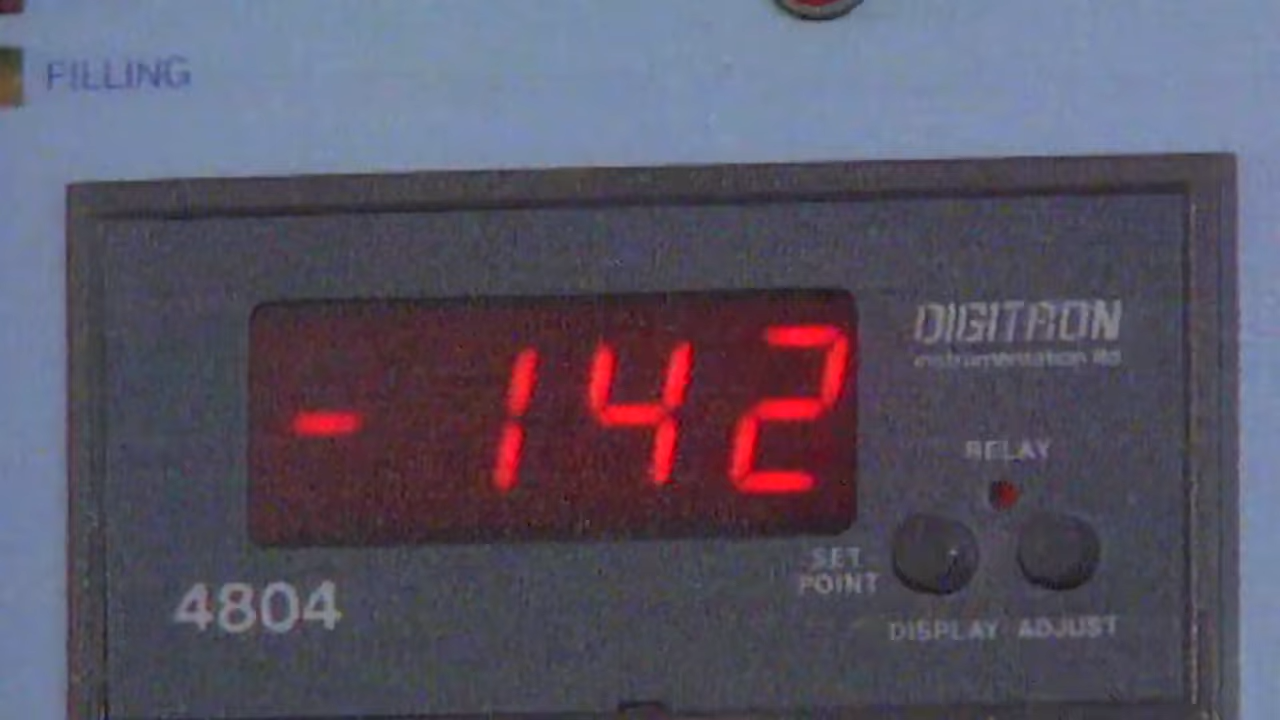 FILLING
DIGITRON
instrumentation ltd
- 142
RELAY
SET
POINT
4804
DISPLAY ADJUST